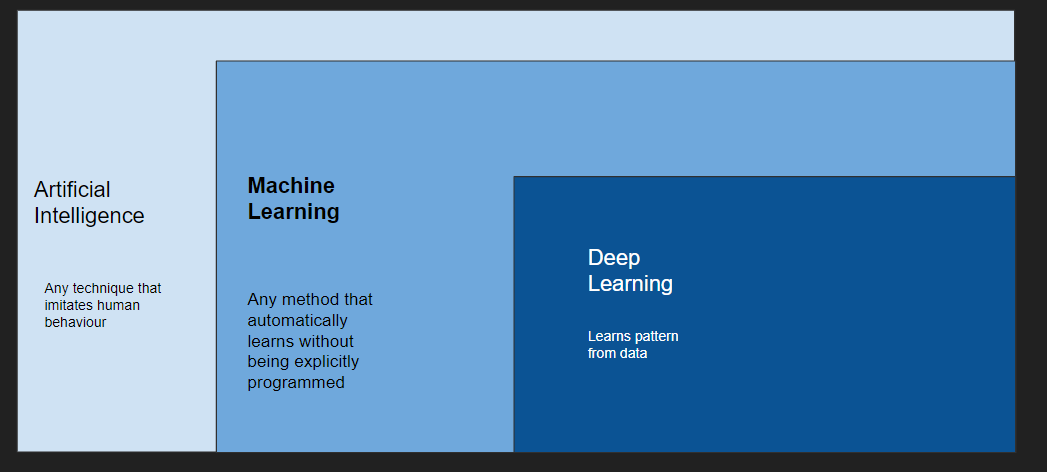 Artificial
Intelligence
Any technique that
imitates human
behaviour
Machine
Learning
Any method that
automatically
learns without
being explicitly
programmed
Deep
Learning
Learns pattern
from data